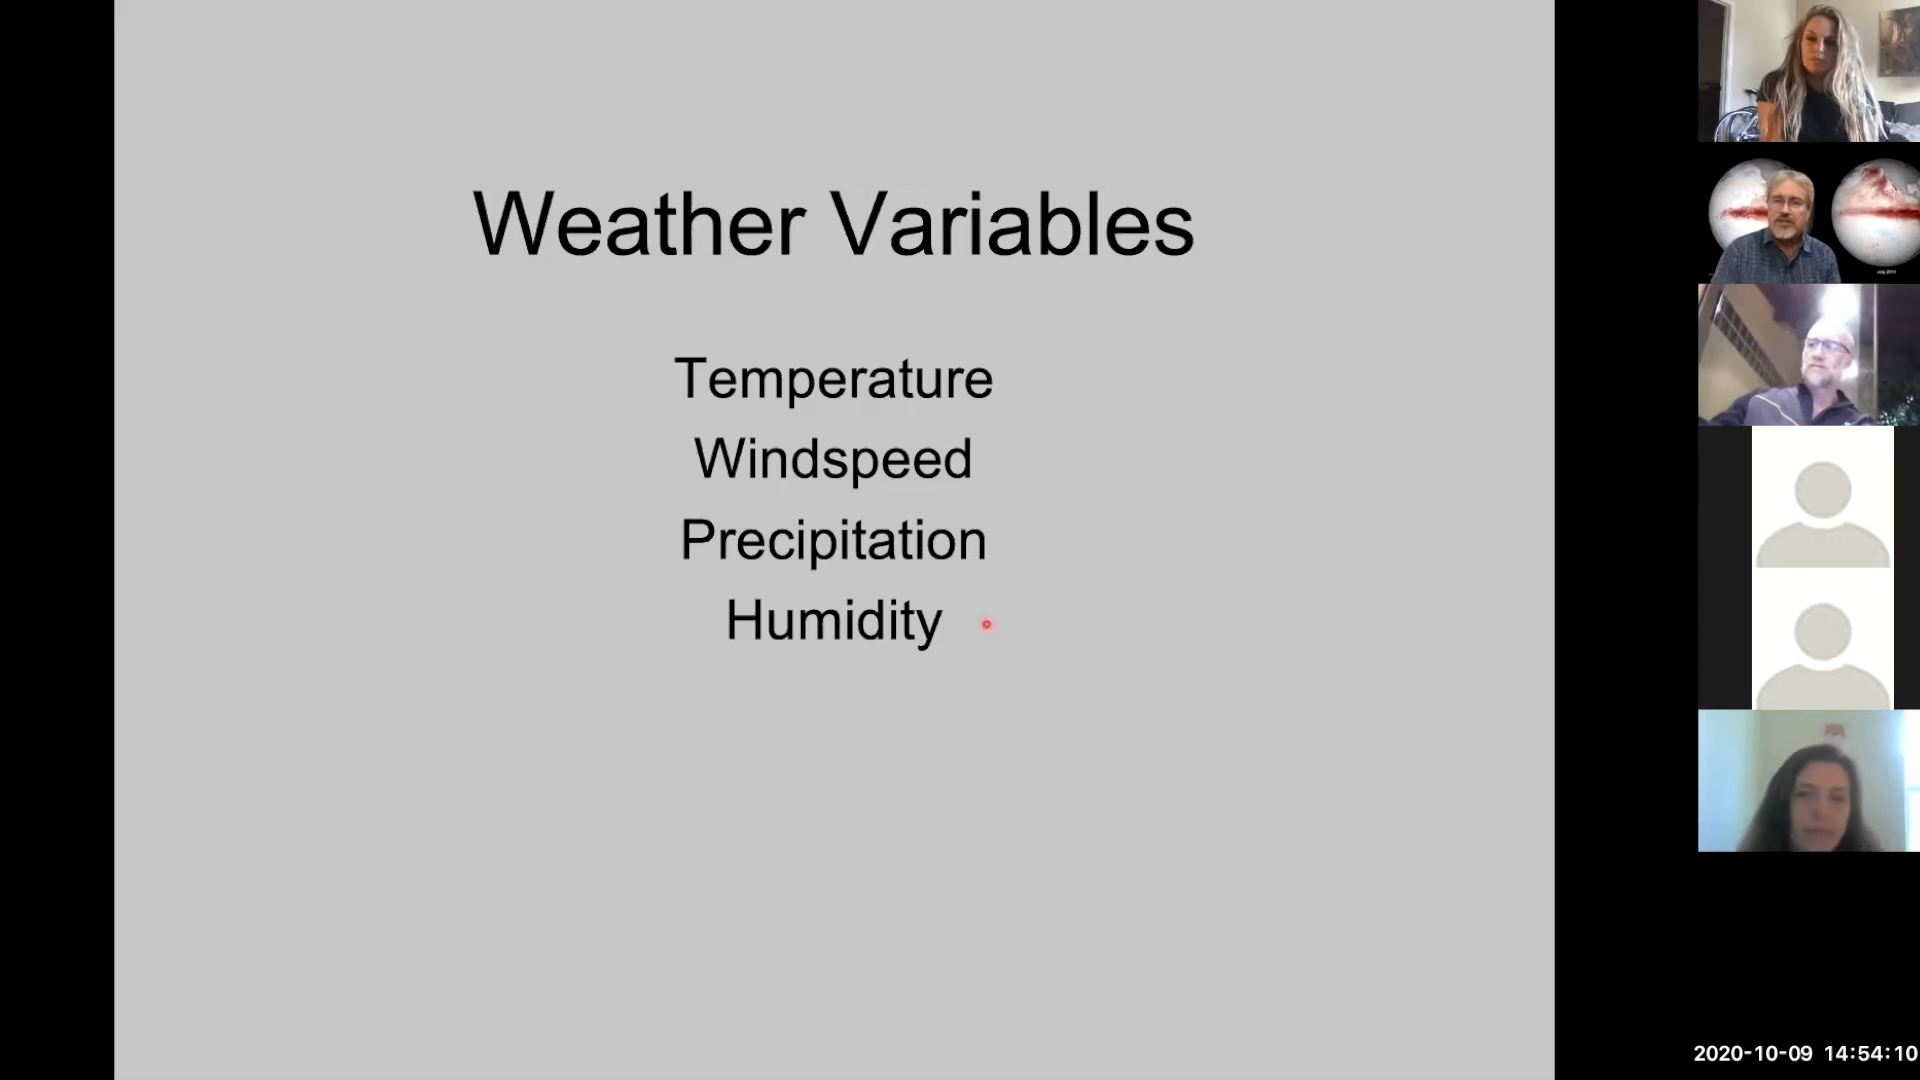 Weather Variables
Temperature
Windspeed
Precipitation
Humidity
2020-10-09 14:54:10